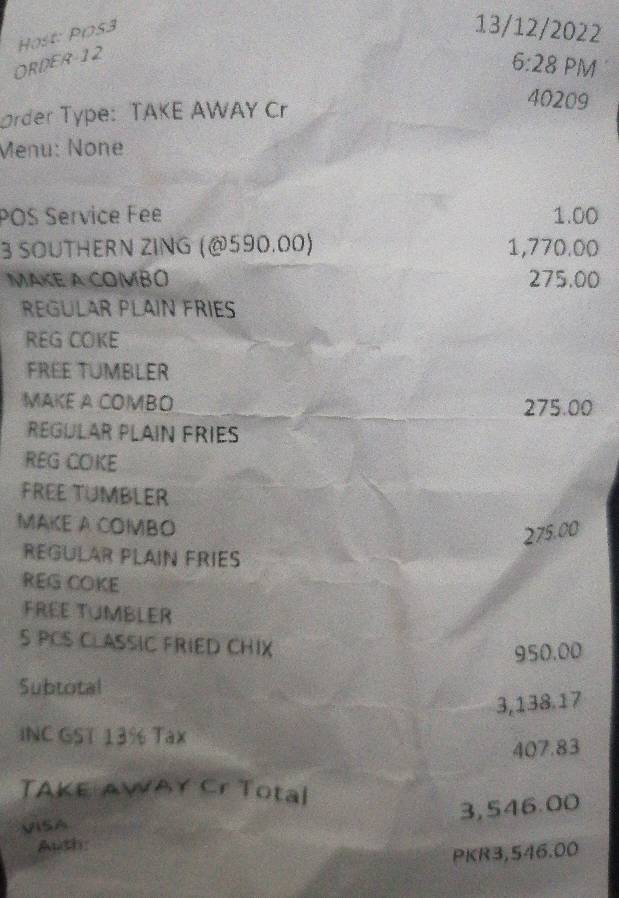 Host: POS3
13/12/2022
ORDER-12
6:28 PM
Order Type: TAKE AWAY Cr
40209
Menu: None
POS Service Fee 1.00
3 SOUTHERN ZING (@590.00) 1,770.00
MAKE A COMBO 275.00
REGULAR PLAIN FRIES
REG COKE
FREE TUMBLER
MAKE A COMBO 275.00
REGULAR PLAIN FRIES
REG COKE
FREE TUMBLER
MAKE A COMBO 275.00
REGULAR PLAIN FRIES
REG COKE
FREE TUMBLER
5 PCS CLASSIC FRIED CHIX 950.00
Subtotal 3,138.17
INC GST 13% Tax 407.83
TAKE AWAY Cr Total 3,546.00
VISA PKR3,546.00
Auth: